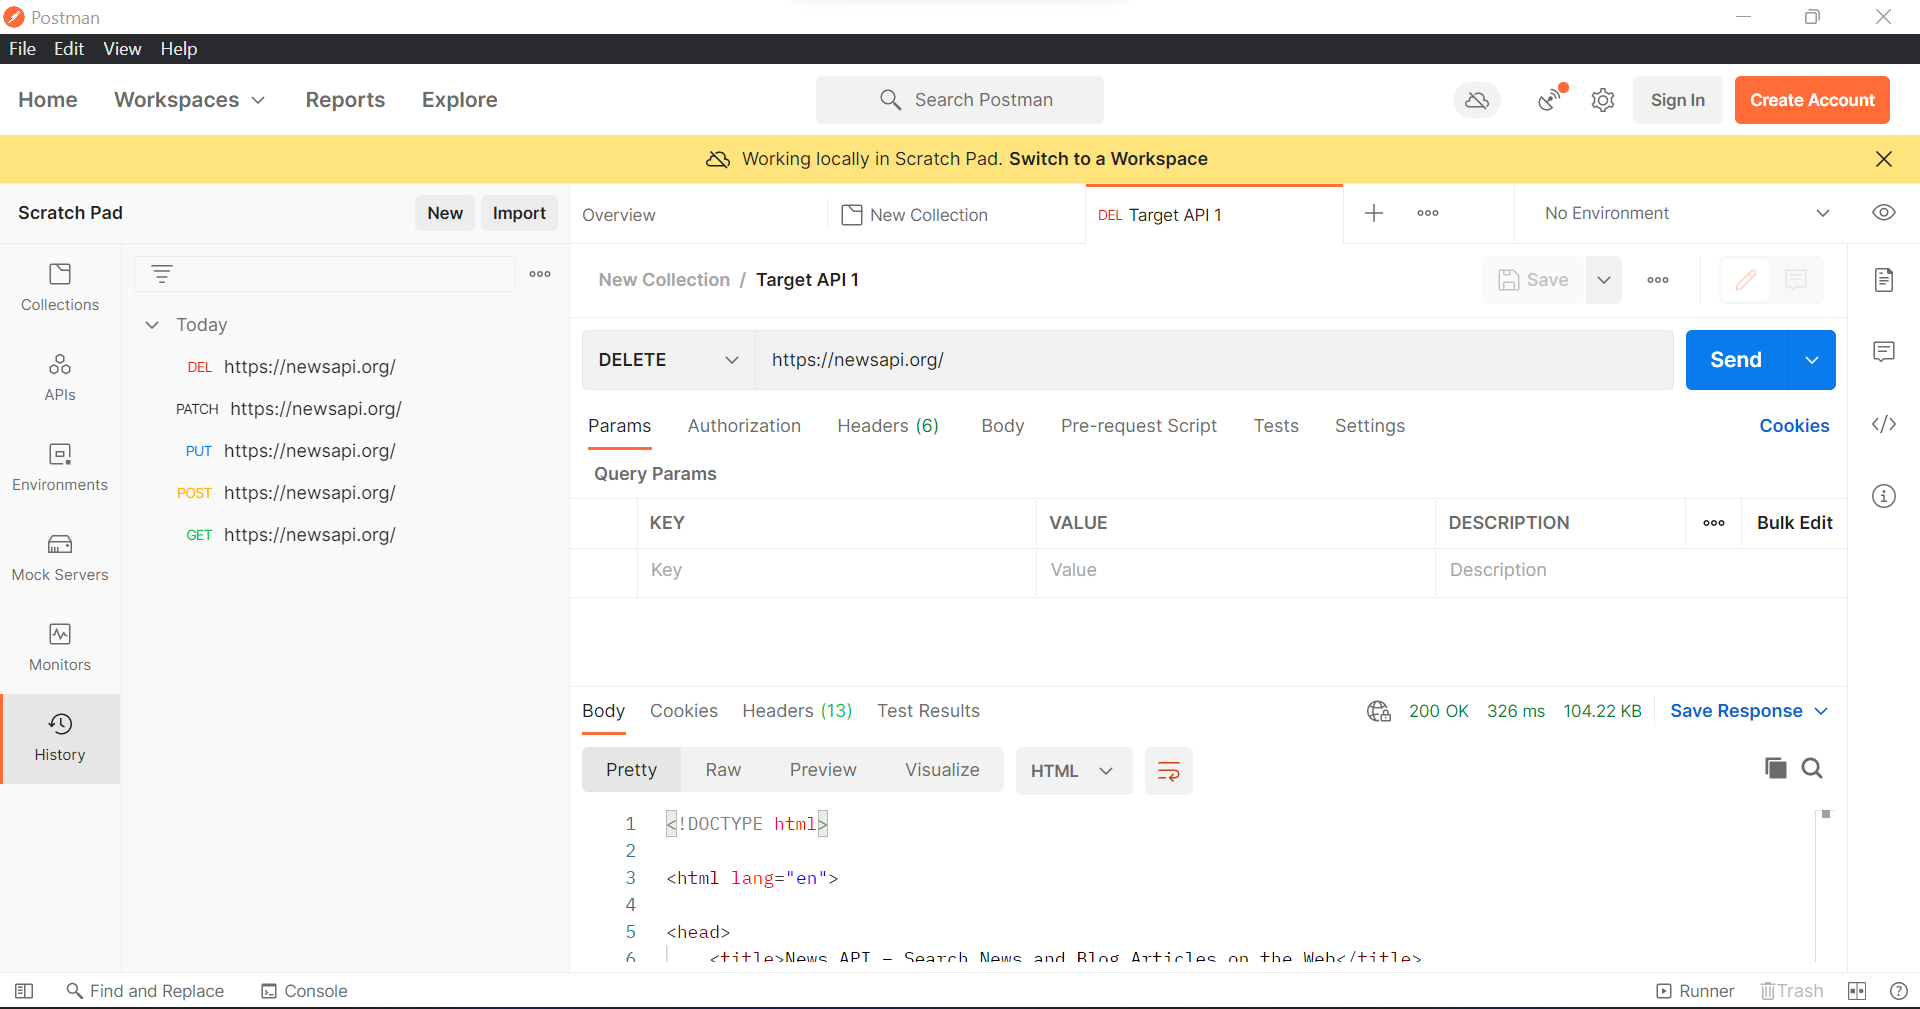 Postman
File Edit View Help
Home Workspaces Reports Explore Search Postman Sign In Create Account
Working locally in Scratch Pad. Switch to a Workspace
Scratch Pad New Import Overview New Collection DEL Target API 1 No Environment
Collections
APIs
Environments
Mock Servers
Monitors
History
Today
DEL https://newsapi.org/
PATCH https://newsapi.org/
PUT https://newsapi.org/
POST https://newsapi.org/
GET https://newsapi.org/
New Collection / Target API 1 Save
DELETE https://newsapi.org/ Send
Params Authorization Headers (6) Body Pre-request Script Tests Settings Cookies
Query Params
KEY VALUE DESCRIPTION Bulk Edit
Key Value Description
Body Cookies Headers (13) Test Results 200 OK 326 ms 104.22 KB Save Response
Pretty Raw Preview Visualize HTML
1 <!DOCTYPE html>
2
3 <html lang="en">
4
5 <head>
6 <title>News API – Search News and Blog Articles on the Web</title>
Find and Replace Console Runner Trash